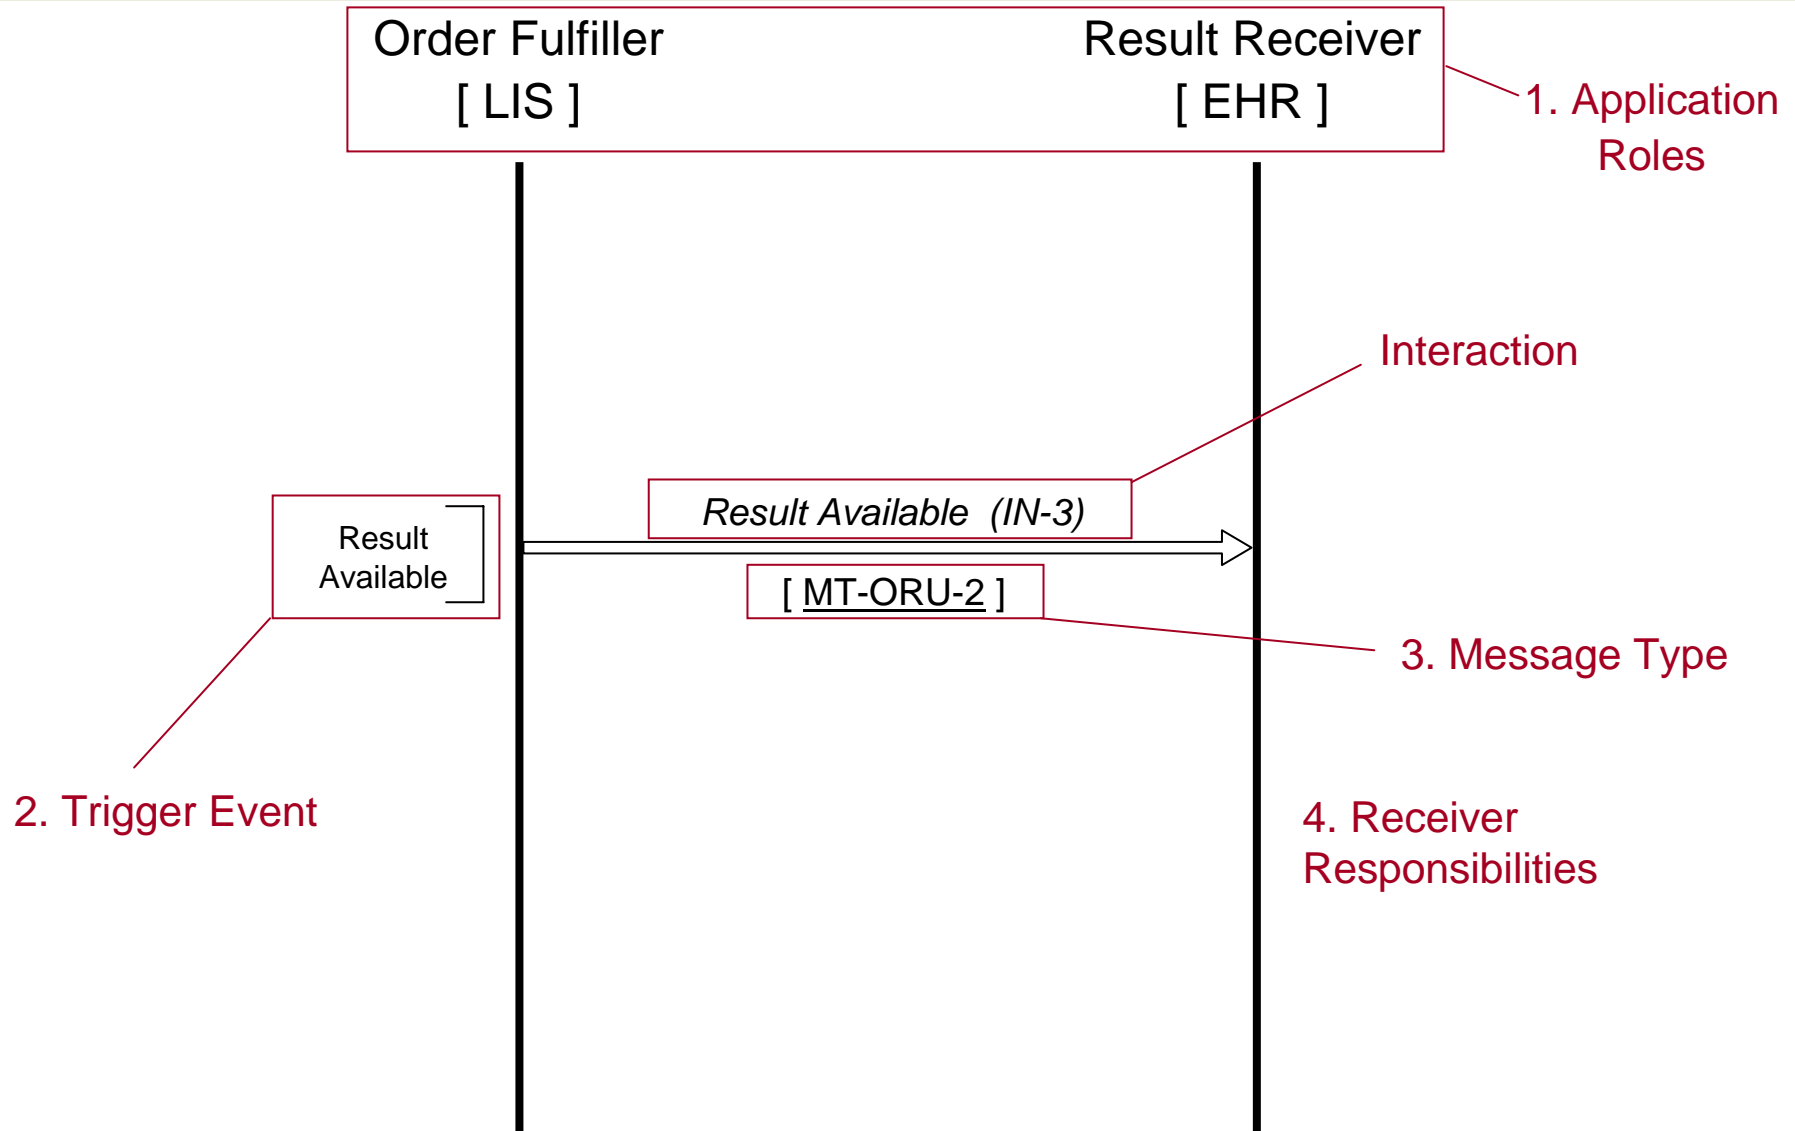 Order Fulfiller
[ LIS ]
Result Receiver
[ EHR ]
1. Application
Roles
Interaction
Result Available (IN-3)
Result
Available
[ MT-ORU-2 ]
3. Message Type
2. Trigger Event
4. Receiver
Responsibilities